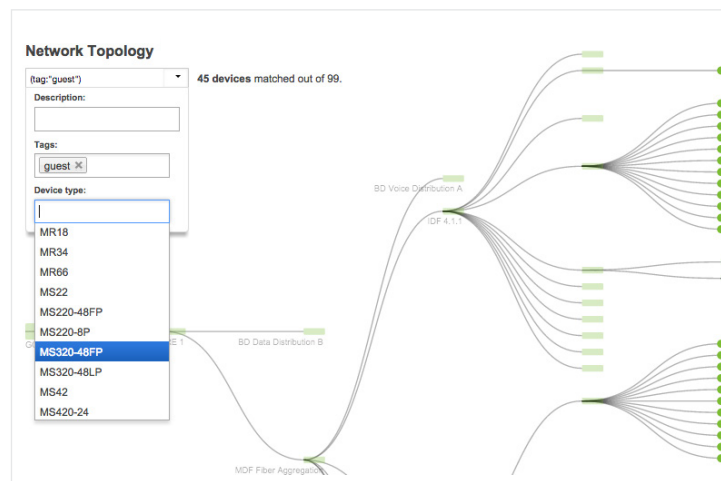 Network Topology
(tag:"guest")
45 devices matched out of 99.
Description:
Tags:
guest
Device type:
MR18
MR34
MR66
MS22
MS220-48FP
MS220-8P
MS320-48FP
MS320-48LP
MS42
MS420-24
BD Voice Distribution A
IDF 4.1.1
BD Data Distribution B
MDF Fiber Aggregation